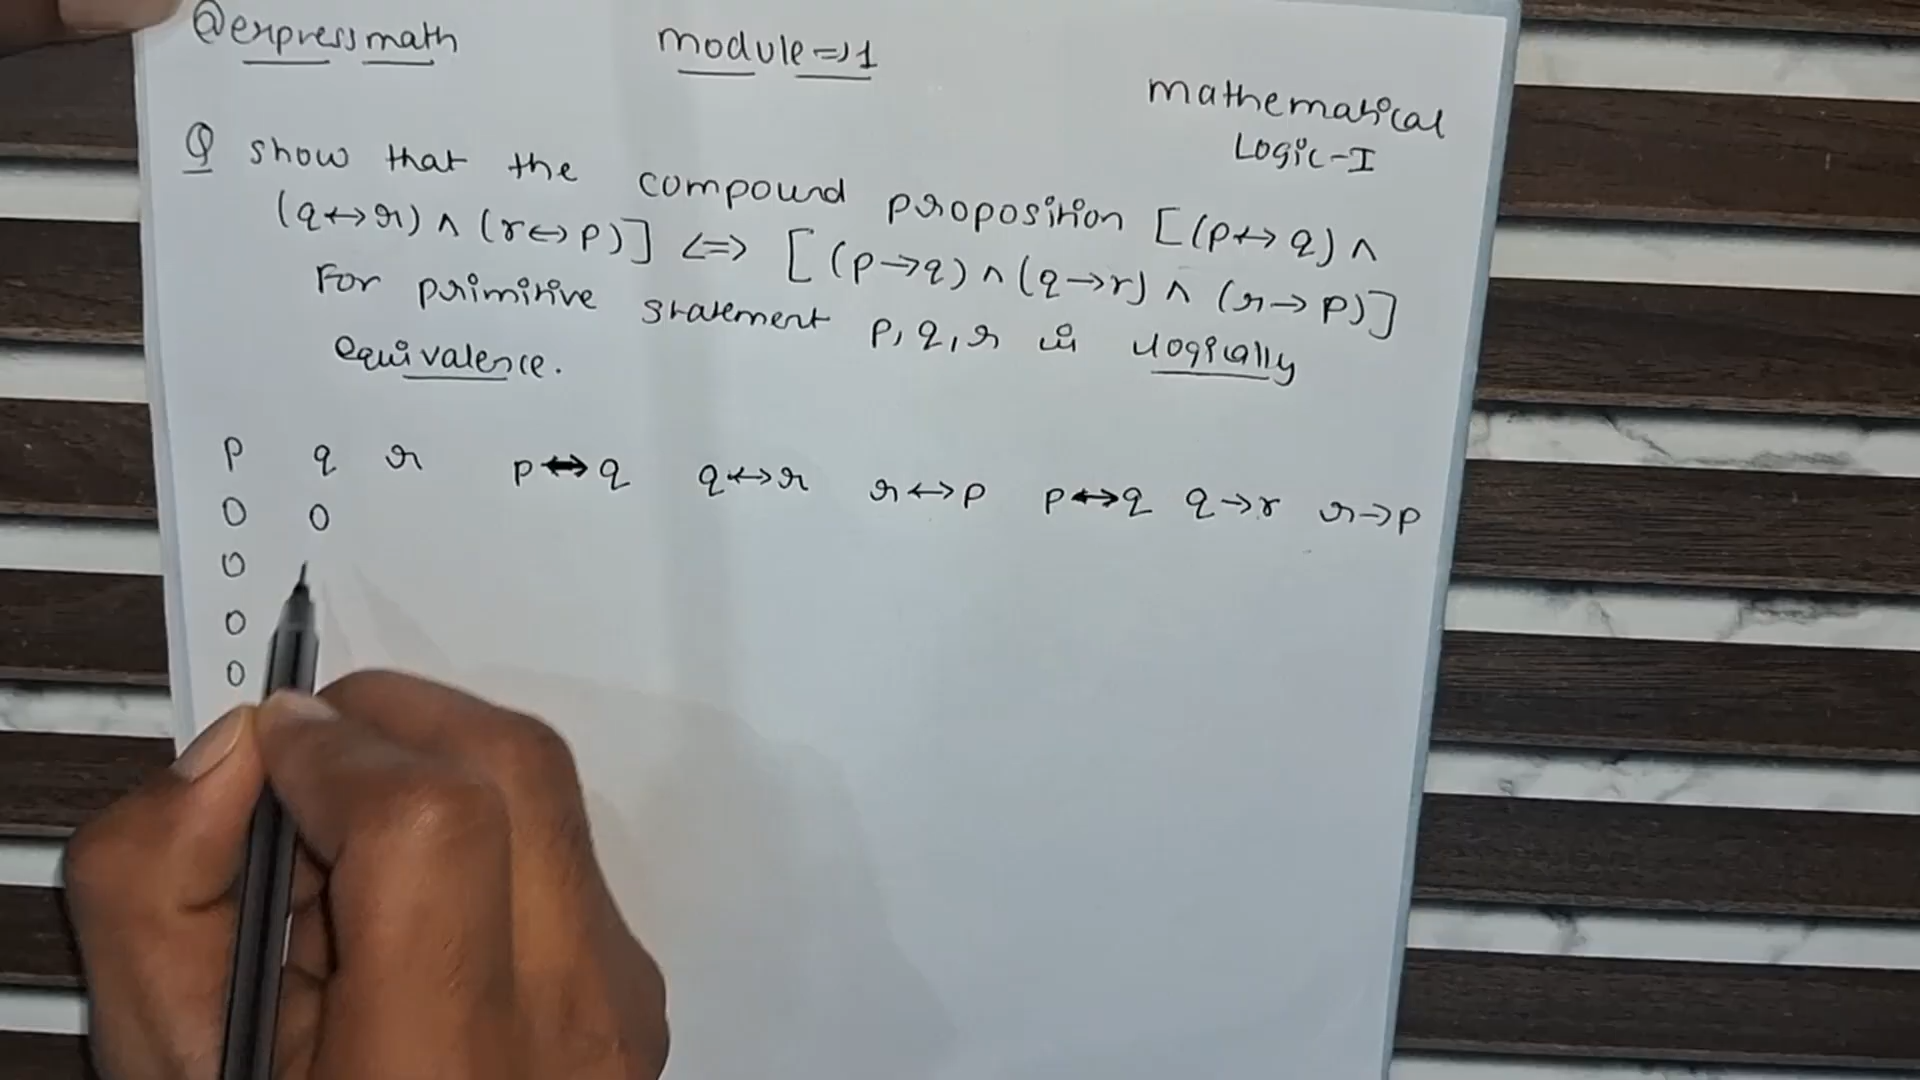 @expressmath
module⇒1
mathematical
Logic-I
Q show that the compound proposition [(p↔q) ∧
(q↔r) ∧ (r↔p)] <=> [(p→q) ∧ (q→r) ∧ (r→p)]
For primitive statement p, q, r is logically
equivalence.
p q r p↔q q↔r r↔p p↔q q→r r→p
0 0
0
0
0